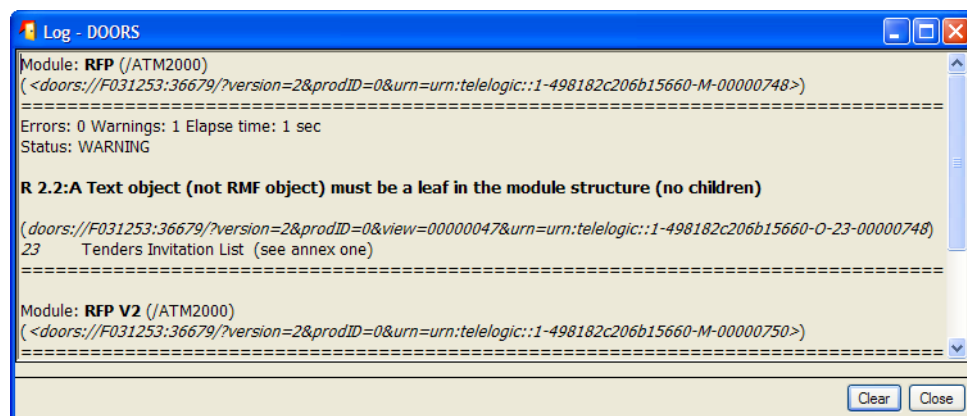 Log - DOORS
Module: RFP (/ATM2000)
( <doors://F031253:36679/?version=2&prodID=0&urn=urn:telelogic::1-498182c206b15660-M-00000748>)
================================================================================
Errors: 0 Warnings: 1 Elapse time: 1 sec
Status: WARNING
R 2.2:A Text object (not RMF object) must be a leaf in the module structure (no children)
(doors://F031253:36679/?version=2&prodID=0&view=00000047&urn=urn:telelogic::1-498182c206b15660-O-23-00000748)
23 Tenders Invitation List (see annex one)
================================================================================
Module: RFP V2 (/ATM2000)
( <doors://F031253:36679/?version=2&prodID=0&urn=urn:telelogic::1-498182c206b15660-M-00000750>)
================================================================================
Clear Close